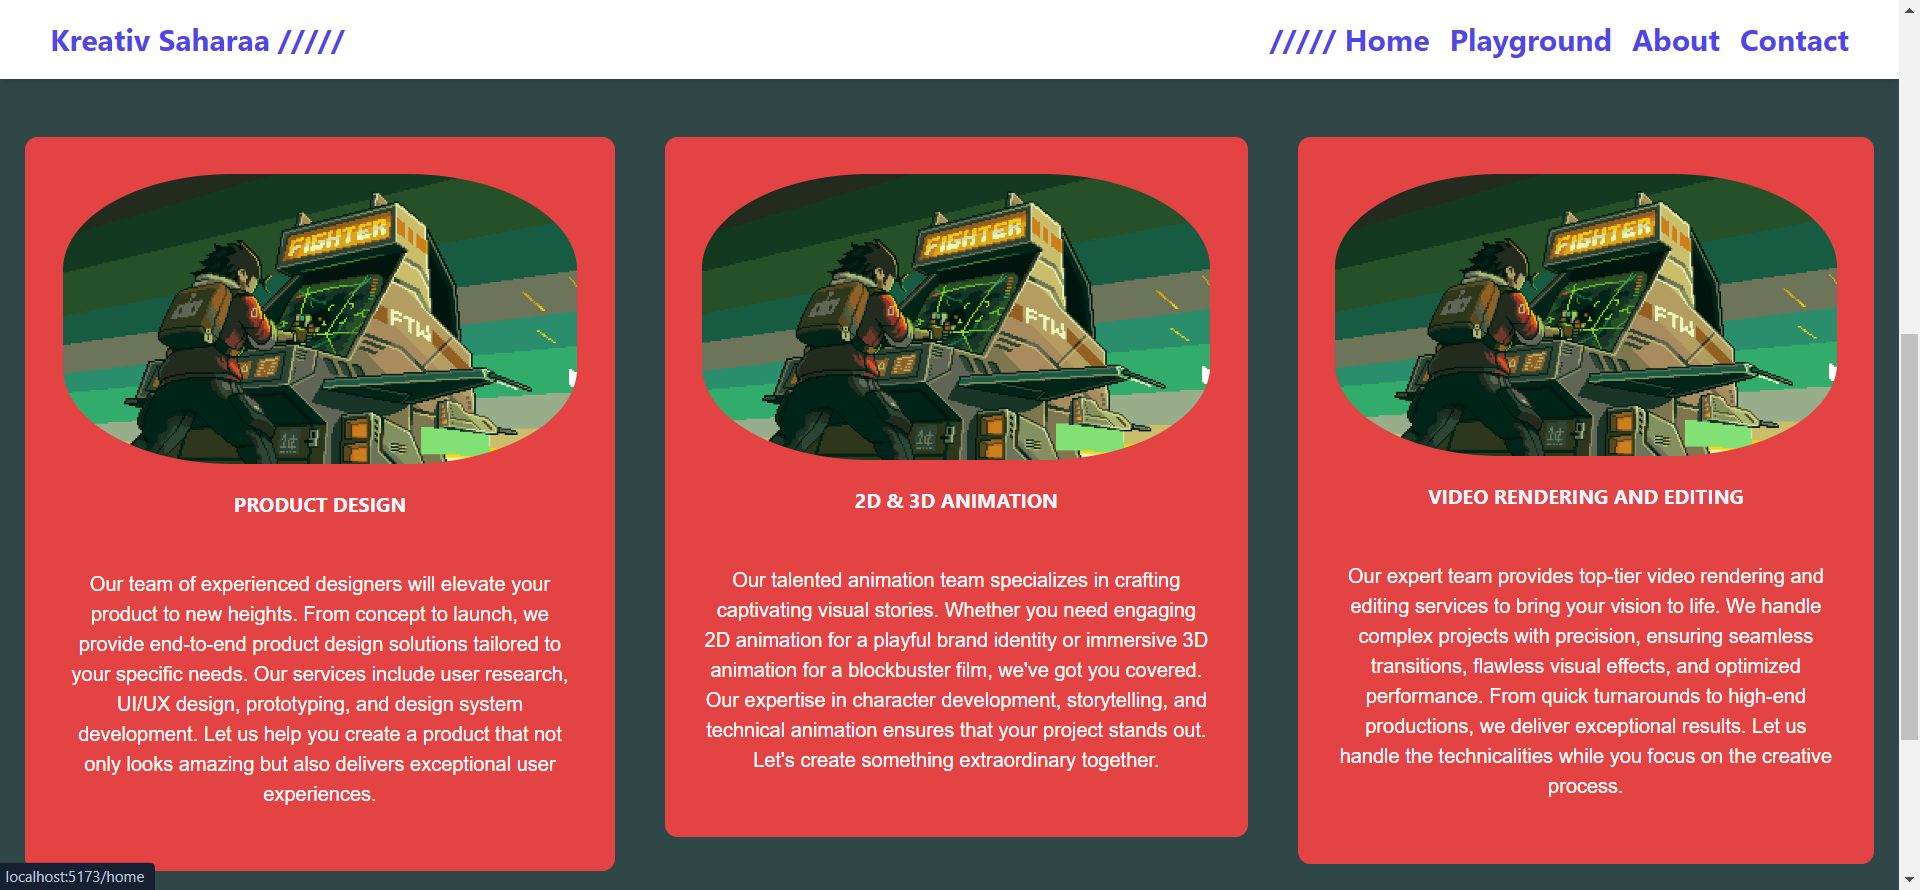 Kreativ Saharaa /////
///// Home Playground About Contact
FIGHTER
FTW
1¢
FIGHTER
FTW
1¢
FIGHTER
FTW
1¢
PRODUCT DESIGN
Our team of experienced designers will elevate your
product to new heights. From concept to launch, we
provide end-to-end product design solutions tailored to
your specific needs. Our services include user research,
UI/UX design, prototyping, and design system
development. Let us help you create a product that not
only looks amazing but also delivers exceptional user
experiences.
2D & 3D ANIMATION
Our talented animation team specializes in crafting
captivating visual stories. Whether you need engaging
2D animation for a playful brand identity or immersive 3D
animation for a blockbuster film, we've got you covered.
Our expertise in character development, storytelling, and
technical animation ensures that your project stands out.
Let's create something extraordinary together.
VIDEO RENDERING AND EDITING
Our expert team provides top-tier video rendering and
editing services to bring your vision to life. We handle
complex projects with precision, ensuring seamless
transitions, flawless visual effects, and optimized
performance. From quick turnarounds to high-end
productions, we deliver exceptional results. Let us
handle the technicalities while you focus on the creative
process.
localhost:5173/home